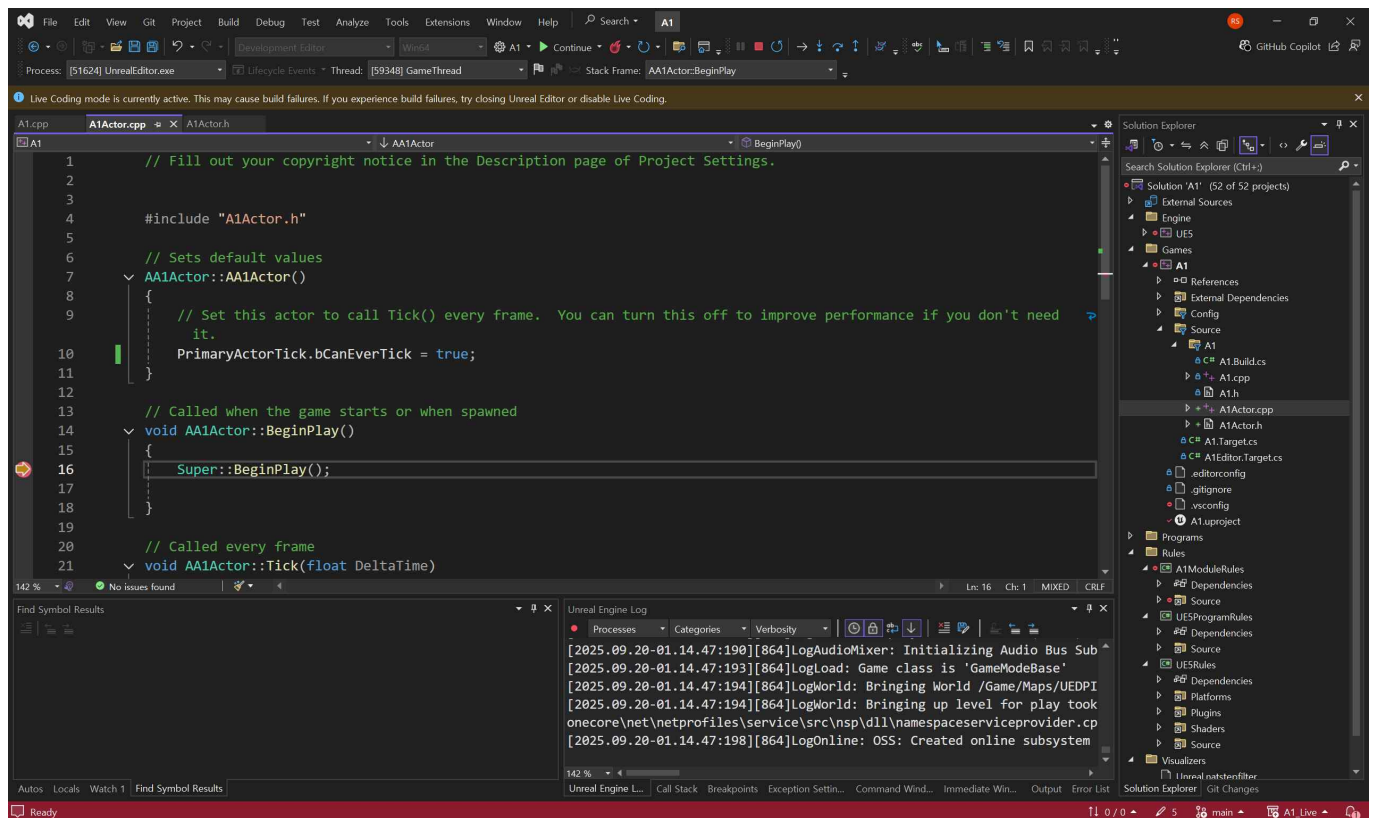 File Edit View Git Project Build Debug Test Analyze Tools Extensions Window Help Search A1 RS
Development Editor Win64 A1 Continue GitHub Copilot
Process: [51624] UnrealEditor.exe Lifecycle Events Thread: [59348] GameThread Stack Frame: AA1Actor::BeginPlay
Live Coding mode is currently active. This may cause build failures. If you experience build failures, try closing Unreal Editor or disable Live Coding.
A1.cpp A1Actor.cpp A1Actor.h
A1 AA1Actor BeginPlay()
1 // Fill out your copyright notice in the Description page of Project Settings.
2
3
4 #include "A1Actor.h"
5
6 // Sets default values
7 AA1Actor::AA1Actor()
8 {
9 // Set this actor to call Tick() every frame.  You can turn this off to improve performance if you don't need
it.
10 PrimaryActorTick.bCanEverTick = true;
11 }
12
13 // Called when the game starts or when spawned
14 void AA1Actor::BeginPlay()
15 {
16 Super::BeginPlay();
17
18 }
19
20 // Called every frame
21 void AA1Actor::Tick(float DeltaTime)
142 % No issues found Ln: 16 Ch: 1 MIXED CRLF
Find Symbol Results
Unreal Engine Log
Processes Categories Verbosity
[2025.09.20-01.14.47:190][864]LogAudioMixer: Initializing Audio Bus Sub
[2025.09.20-01.14.47:193][864]LogLoad: Game class is 'GameModeBase'
[2025.09.20-01.14.47:194][864]LogWorld: Bringing World /Game/Maps/UEDPI
[2025.09.20-01.14.47:194][864]LogWorld: Bringing up level for play took
onecore\net\netprofiles\service\src\nsp\dll\namespaceserviceprovider.cp
[2025.09.20-01.14.47:198][864]LogOnline: OSS: Created online subsystem
142 %
Autos Locals Watch 1 Find Symbol Results
Unreal Engine L... Call Stack Breakpoints Exception Settin... Command Wind... Immediate Win... Output Error List
Solution Explorer
Search Solution Explorer (Ctrl+;)
Solution 'A1' (52 of 52 projects)
External Sources
Engine
UE5
Games
A1
References
External Dependencies
Config
Source
A1
C# A1.Build.cs
++ A1.cpp
h A1.h
++ A1Actor.cpp
h A1Actor.h
C# A1.Target.cs
C# A1Editor.Target.cs
.editorconfig
.gitignore
.vsconfig
A1.uproject
Programs
Rules
A1ModuleRules
Dependencies
Source
UE5ProgramRules
Dependencies
Source
UE5Rules
Dependencies
Platforms
Plugins
Shaders
Source
Visualizers
Unreal.natstepfilter
Solution Explorer Git Changes
Ready 0 / 0 5 main A1_Live